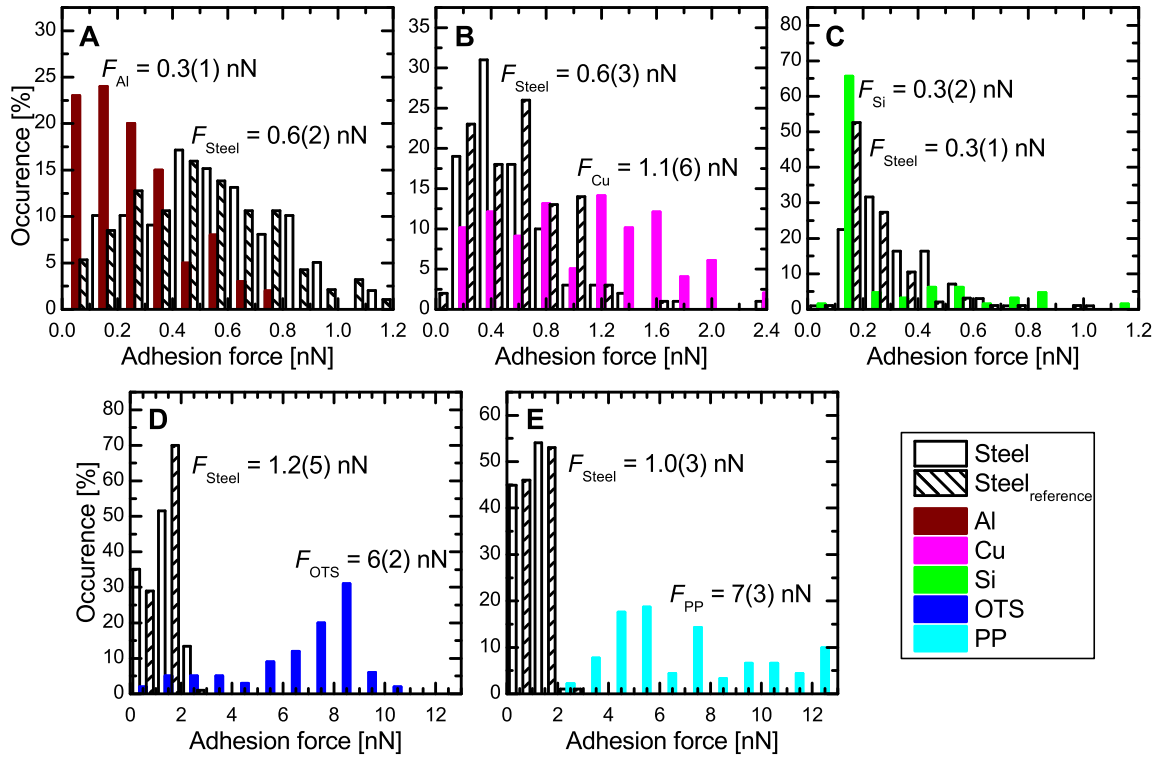 A
F_Al = 0.3(1) nN
F_Steel = 0.6(2) nN
Occurence [%]
30
25
20
15
10
5
0
0.0 0.2 0.4 0.6 0.8 1.0 1.2
Adhesion force [nN]
B
F_Steel = 0.6(3) nN
F_Cu = 1.1(6) nN
35
30
25
20
15
10
5
0
0.0 0.4 0.8 1.2 1.6 2.0 2.4
Adhesion force [nN]
C
F_Si = 0.3(2) nN
F_Steel = 0.3(1) nN
80
70
60
50
40
30
20
10
0
0.0 0.2 0.4 0.6 0.8 1.0 1.2
Adhesion force [nN]
D
F_Steel = 1.2(5) nN
F_OTS = 6(2) nN
Occurence [%]
80
70
60
50
40
30
20
10
0
0 2 4 6 8 10 12
Adhesion force [nN]
E
F_Steel = 1.0(3) nN
F_PP = 7(3) nN
60
50
40
30
20
10
0
0 2 4 6 8 10 12
Adhesion force [nN]
Steel
Steel_reference
Al
Cu
Si
OTS
PP